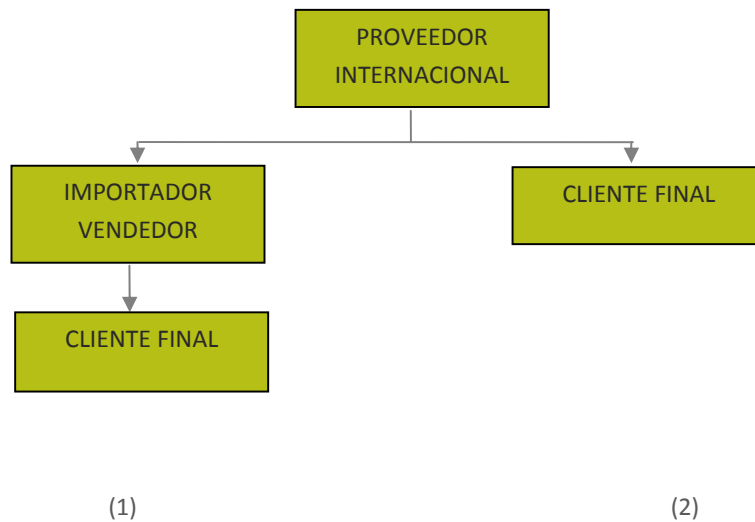 PROVEEDOR
INTERNACIONAL
IMPORTADOR
VENDEDOR
CLIENTE FINAL
CLIENTE FINAL
(1)
(2)